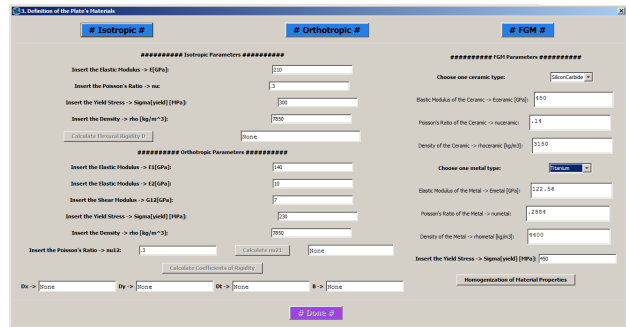 3. Definition of the Plate's Materials
# Isotropic #
# Orthotropic #
# FGM #
########## Isotropic Parameters ##########
Insert the Elastic Modulus -> E[GPa]: 210
Insert the Poisson's Ratio -> nu: .3
Insert the Yield Stress -> Sigma[yield] [MPa]: 300
Insert the Density -> rho [kg/m^3]: 7850
Calculate Flexural Rigidity D None
########## Orthotropic Parameters ##########
Insert the Elastic Modulus -> E1[GPa]: 140
Insert the Elastic Modulus -> E2[GPa]: 10
Insert the Shear Modulus -> G12[GPa]: 7
Insert the Yield Stress -> Sigma[yield] [MPa]: 230
Insert the Density -> rho [kg/m^3]: 7850
Insert the Poisson's Ratio -> nu12: .3 Calculate nu21 None
Calculate Coefficients of Rigidity
Dx -> None Dy -> None Dt -> None B -> None
########## FGM Parameters ##########
Choose one ceramic type: SiliconCarbide
Elastic Modulus of the Ceramic -> Eceramic [GPa]: 450
Poisson's Ratio of the Ceramic -> nuceramic: .14
Density of the Ceramic -> rhoceramic [kg/m3]: 3150
Choose one metal type: Titanium
Elastic Modulus of the Metal -> Emetal [GPa]: 122.56
Poisson's Ratio of the Metal -> numetal: .2884
Density of the Metal -> rhometal [kg/m3]: 4400
Insert the Yield Stress -> Sigma[yield] [MPa]: 450
Homogenization of Material Properties
# Done #